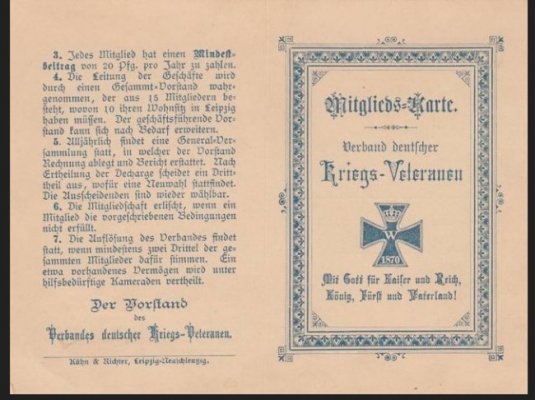 3. Jedes Mitglied hat einen Mindest-
beitrag von 20 Pfg. pro Jahr zu zahlen.
4. Die Leitung der Geschäfte wird
durch einen Gesammt-Vorstand wahr-
genommen, der aus 15 Mitgliedern be-
steht, wovon 10 ihren Wohnsitz in Leipzig
haben müssen. Der geschäftsführende Vor-
stand kann sich nach Bedarf erweitern.
5. Alljährlich findet eine General-Ver-
sammlung statt, in welcher der Vorstand
Rechnung ablegt und Bericht erstattet. Nach
Ertheilung der Decharge scheidet ein Drit-
theil aus, wofür eine Neuwahl stattfindet.
Die Ausscheidenden sind wieder wählbar.
6. Die Mitgliedschaft erlischt, wenn ein
Mitglied die vorgeschriebenen Bedingungen
nicht erfüllt.
7. Die Auflösung des Verbandes findet
statt, wenn mindestens zwei Drittel der ge-
sammten Mitglieder dafür stimmen. Ein
etwa vorhandenes Vermögen wird unter
hilfsbedürftige Kameraden vertheilt.
Der Vorstand
des
Verbandes deutscher Kriegs-Veteranen.
Kühn & Richter, Leipzig-Neuschleußig.
Mitglieds-Karte.
Verband deutscher
Kriegs-Veteranen
W
1870
Mit Gott für Kaiser und Reich,
König, Fürst und Vaterland!